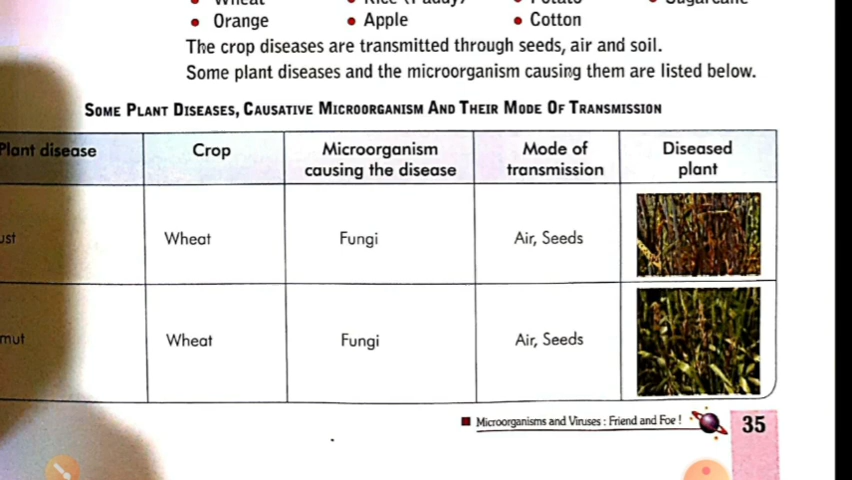 • Orange • Apple • Cotton
The crop diseases are transmitted through seeds, air and soil.
Some plant diseases and the microorganism causing them are listed below.
SOME PLANT DISEASES, CAUSATIVE MICROORGANISM AND THEIR MODE OF TRANSMISSION
Plant disease Crop Microorganism causing the disease Mode of transmission Diseased plant
ust Wheat Fungi Air, Seeds
mut Wheat Fungi Air, Seeds
Microorganisms and Viruses : Friend and Foe ! 35